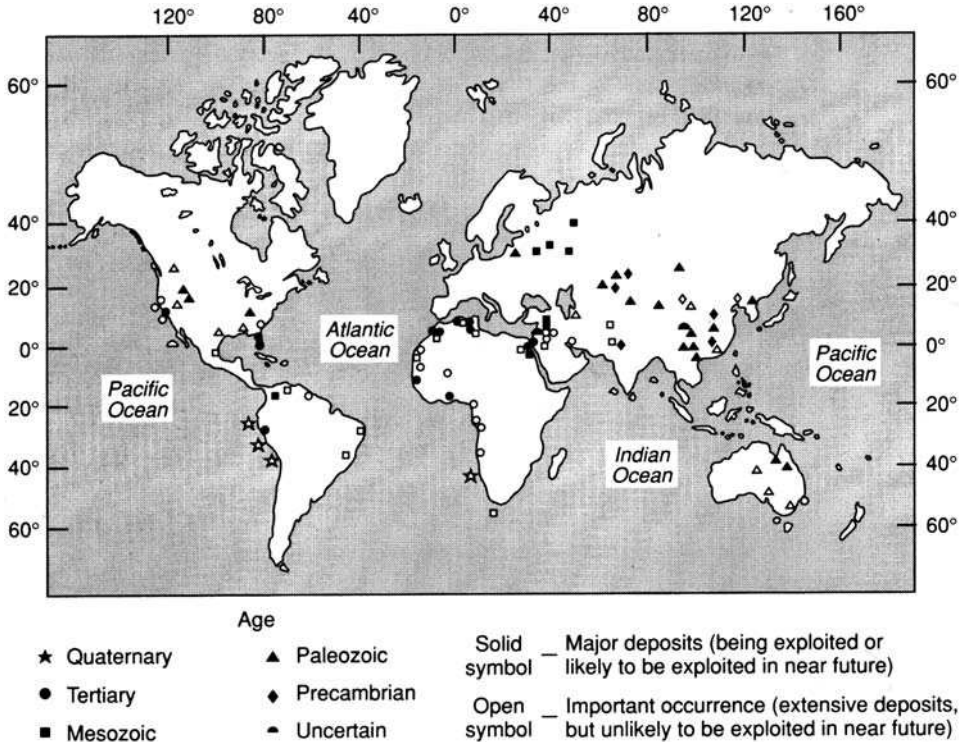 120° 80° 40° 0° 40° 80° 120° 160°
60° 60°
40° 40°
20° 20°
Atlantic
Ocean
0° 0°
Pacific
Ocean
Pacific
Ocean
20° 20°
Indian
Ocean
40° 40°
60° 60°
Age
Quaternary
Tertiary
Mesozoic
Paleozoic
Precambrian
Uncertain
Solid symbol — Major deposits (being exploited or
likely to be exploited in near future)
Open symbol — Important occurrence (extensive deposits,
but unlikely to be exploited in near future)